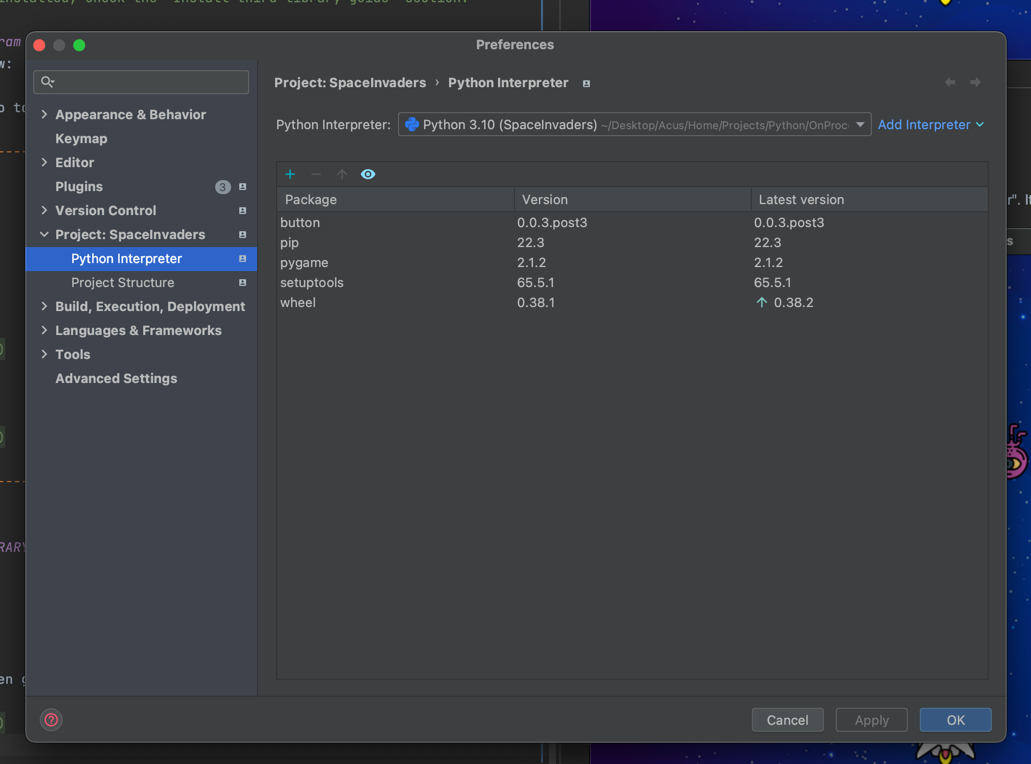 Preferences
Project: SpaceInvaders › Python Interpreter
Appearance & Behavior
Keymap
Editor
Plugins 3
Version Control
Project: SpaceInvaders
Python Interpreter
Project Structure
Build, Execution, Deployment
Languages & Frameworks
Tools
Advanced Settings
Python Interpreter: Python 3.10 (SpaceInvaders) ~/Desktop/Acus/Home/Projects/Python/OnProc Add Interpreter
Package Version Latest version
button 0.0.3.post3 0.0.3.post3
pip 22.3 22.3
pygame 2.1.2 2.1.2
setuptools 65.5.1 65.5.1
wheel 0.38.1 0.38.2
? Cancel Apply OK